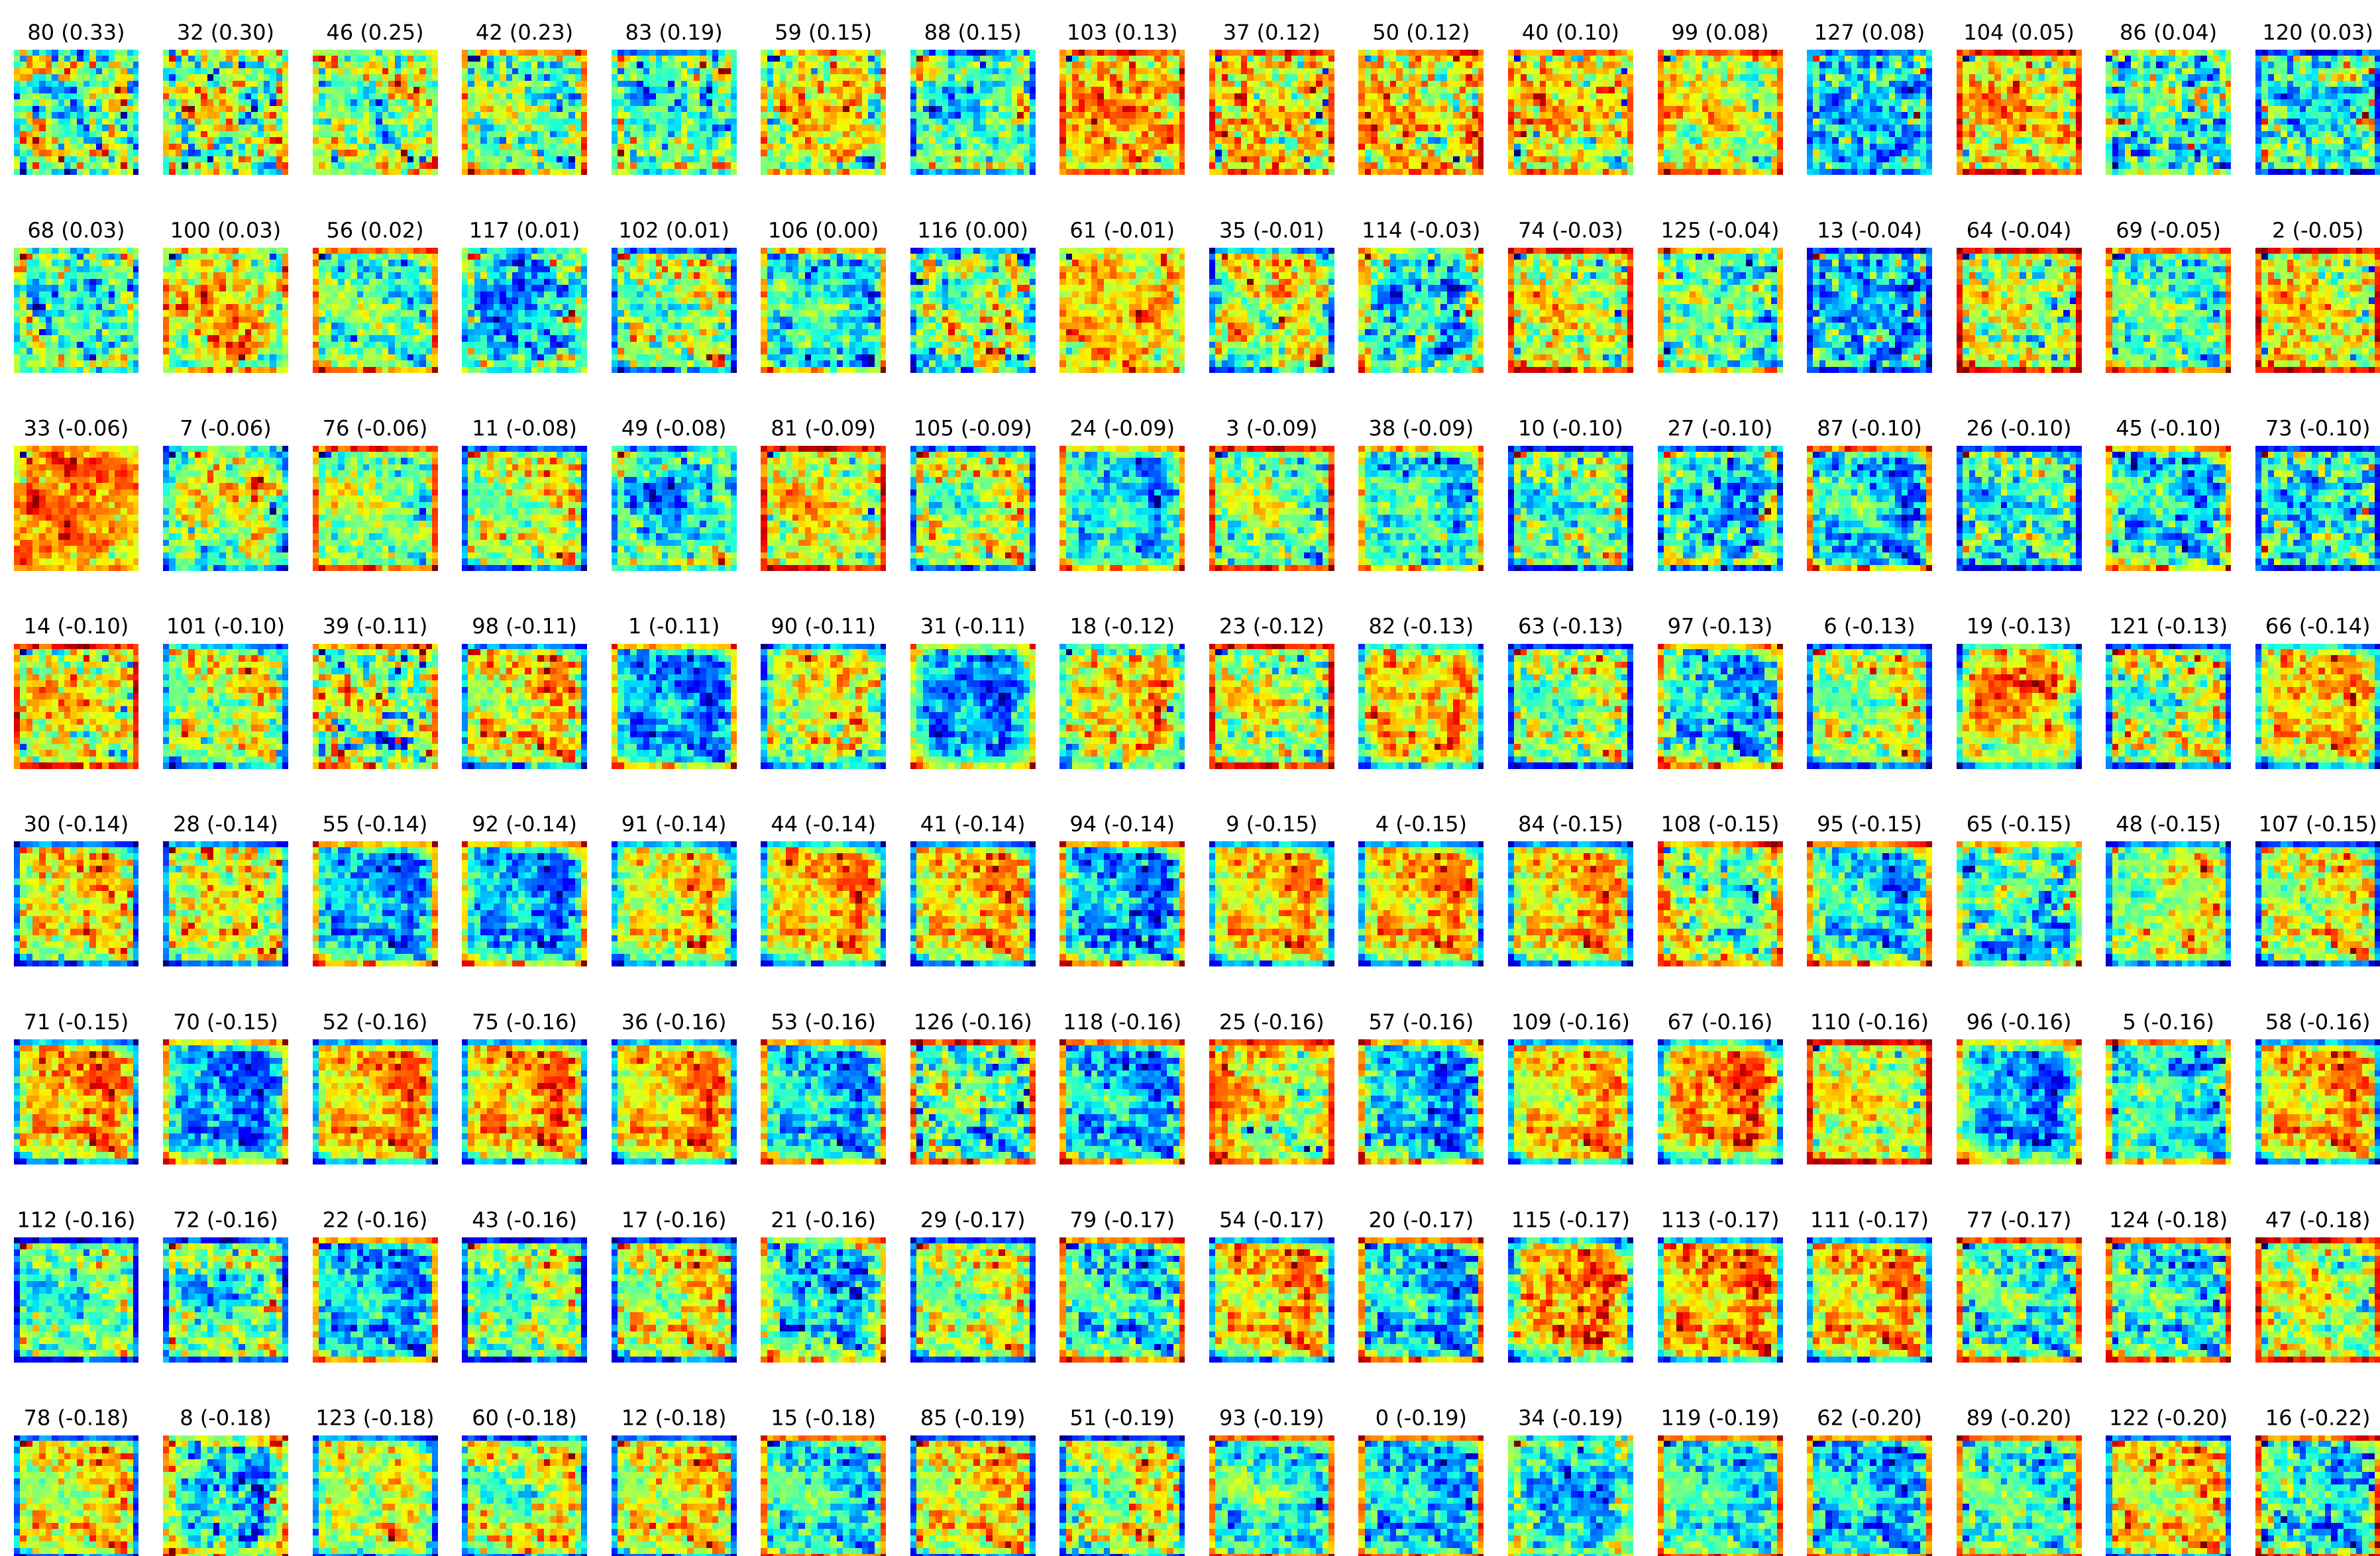 80 (0.33) 32 (0.30) 46 (0.25) 42 (0.23) 83 (0.19) 59 (0.15) 88 (0.15) 103 (0.13) 37 (0.12) 50 (0.12) 40 (0.10) 99 (0.08) 127 (0.08) 104 (0.05) 86 (0.04) 120 (0.03)
68 (0.03) 100 (0.03) 56 (0.02) 117 (0.01) 102 (0.01) 106 (0.00) 116 (0.00) 61 (-0.01) 35 (-0.01) 114 (-0.03) 74 (-0.03) 125 (-0.04) 13 (-0.04) 64 (-0.04) 69 (-0.05) 2 (-0.05)
33 (-0.06) 7 (-0.06) 76 (-0.06) 11 (-0.08) 49 (-0.08) 81 (-0.09) 105 (-0.09) 24 (-0.09) 3 (-0.09) 38 (-0.09) 10 (-0.10) 27 (-0.10) 87 (-0.10) 26 (-0.10) 45 (-0.10) 73 (-0.10)
14 (-0.10) 101 (-0.10) 39 (-0.11) 98 (-0.11) 1 (-0.11) 90 (-0.11) 31 (-0.11) 18 (-0.12) 23 (-0.12) 82 (-0.13) 63 (-0.13) 97 (-0.13) 6 (-0.13) 19 (-0.13) 121 (-0.13) 66 (-0.14)
30 (-0.14) 28 (-0.14) 55 (-0.14) 92 (-0.14) 91 (-0.14) 44 (-0.14) 41 (-0.14) 94 (-0.14) 9 (-0.15) 4 (-0.15) 84 (-0.15) 108 (-0.15) 95 (-0.15) 65 (-0.15) 48 (-0.15) 107 (-0.15)
71 (-0.15) 70 (-0.15) 52 (-0.16) 75 (-0.16) 36 (-0.16) 53 (-0.16) 126 (-0.16) 118 (-0.16) 25 (-0.16) 57 (-0.16) 109 (-0.16) 67 (-0.16) 110 (-0.16) 96 (-0.16) 5 (-0.16) 58 (-0.16)
112 (-0.16) 72 (-0.16) 22 (-0.16) 43 (-0.16) 17 (-0.16) 21 (-0.16) 29 (-0.17) 79 (-0.17) 54 (-0.17) 20 (-0.17) 115 (-0.17) 113 (-0.17) 111 (-0.17) 77 (-0.17) 124 (-0.18) 47 (-0.18)
78 (-0.18) 8 (-0.18) 123 (-0.18) 60 (-0.18) 12 (-0.18) 15 (-0.18) 85 (-0.19) 51 (-0.19) 93 (-0.19) 0 (-0.19) 34 (-0.19) 119 (-0.19) 62 (-0.20) 89 (-0.20) 122 (-0.20) 16 (-0.22)